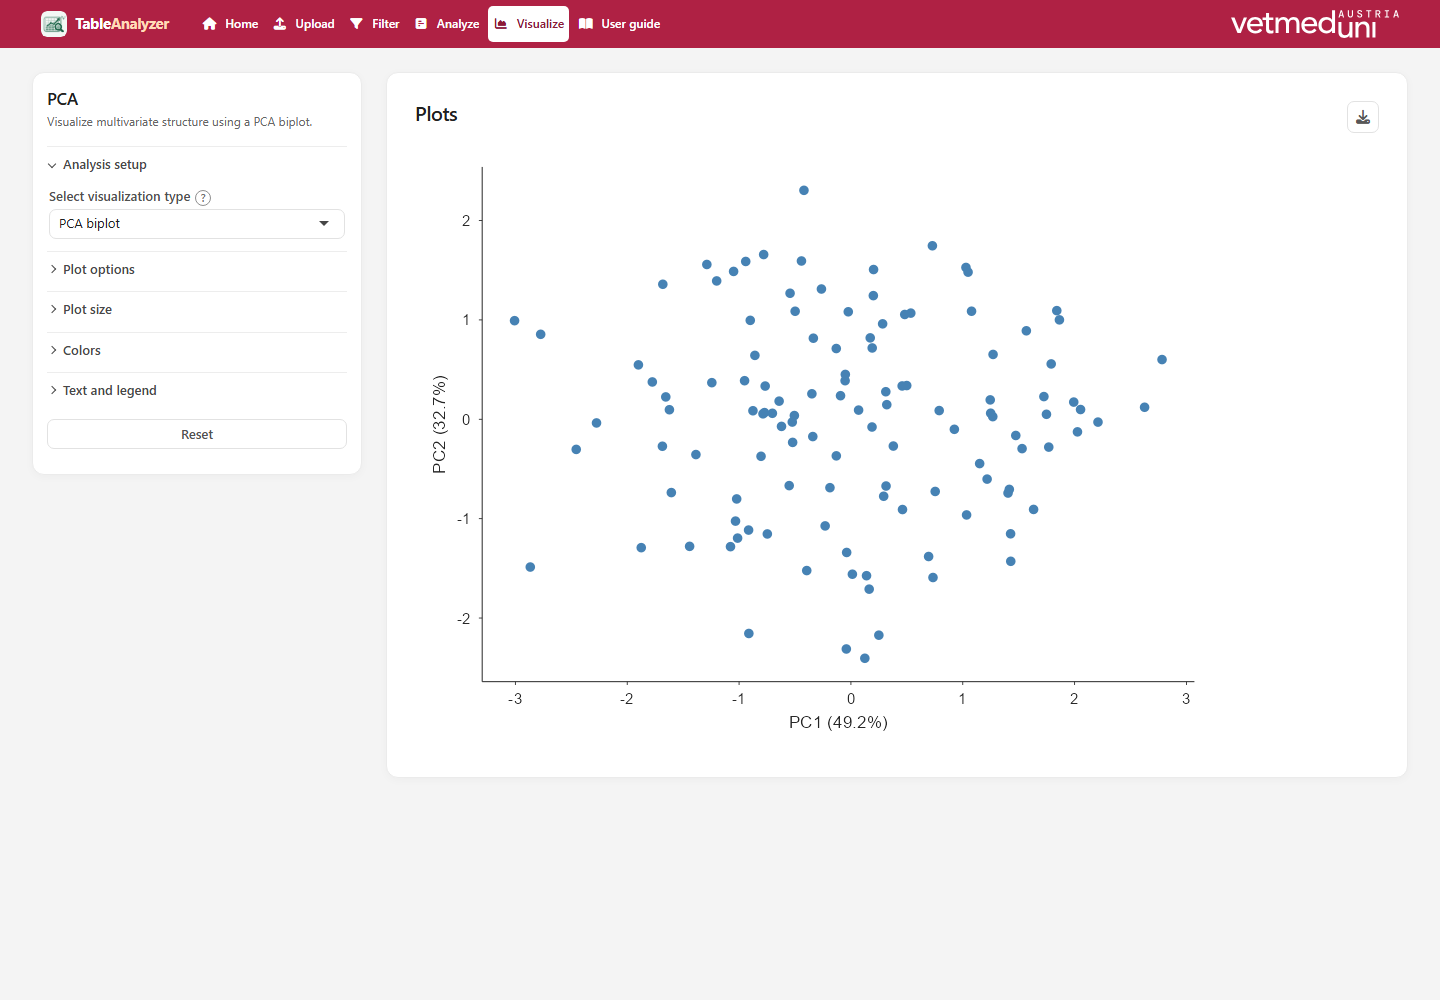 TableAnalyzer Home Upload Filter Analyze Visualize User guide vetmeduni AUSTRIA
PCA
Visualize multivariate structure using a PCA biplot.
Analysis setup
Select visualization type ?
PCA biplot
Plot options
Plot size
Colors
Text and legend
Reset
Plots
2
1
0
-1
-2
PC2 (32.7%)
-3 -2 -1 0 1 2 3
PC1 (49.2%)